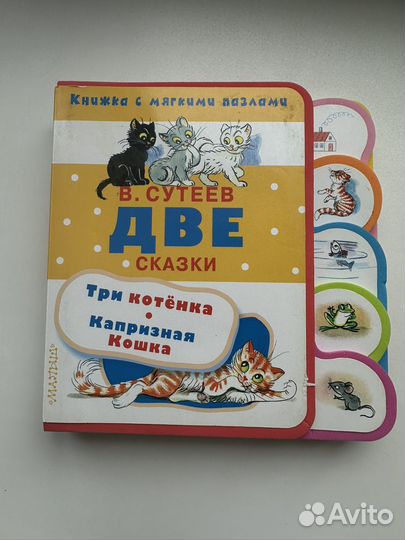 Книжка с мягкими пазлами
В. СУТЕЕВ
ДВЕ
СКАЗКИ
Три котёнка
•
Капризная
Кошка
«МАЛЫШ»
Avito